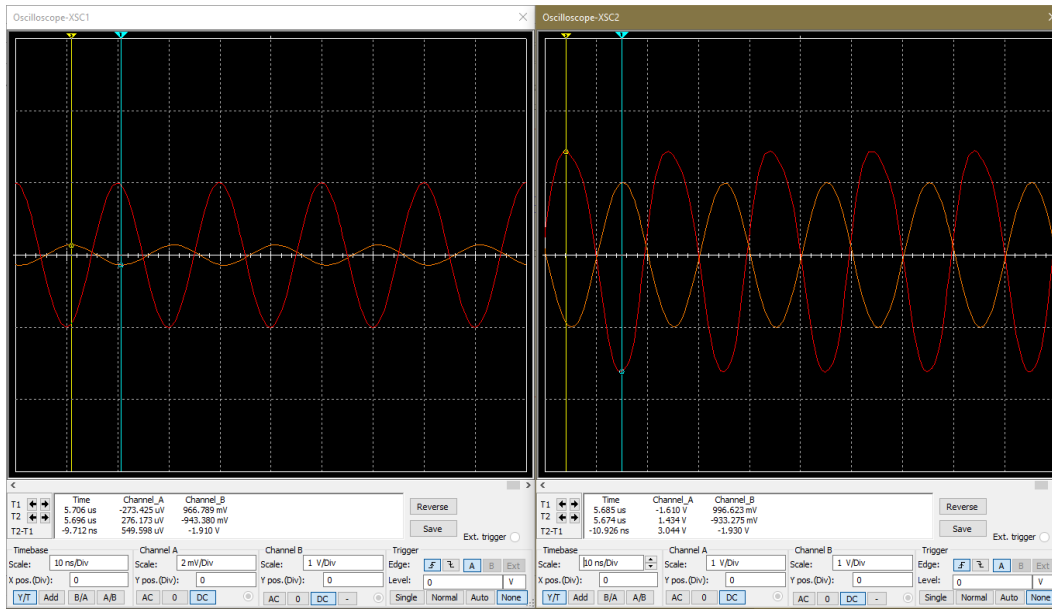 Oscilloscope-XSC1
T1
T2
T2-T1
Time Channel_A Channel_B
5.706 us -273.425 uV 966.789 mV
5.696 us 276.173 uV -943.380 mV
-9.712 ns 549.598 uV -1.910 V
Reverse
Save
Ext. trigger
Timebase
Scale: 10 ns/Div
X pos.(Div): 0
Y/T Add B/A A/B
Channel A
Scale: 2 mV/Div
Y pos.(Div): 0
AC 0 DC
Channel B
Scale: 1 V/Div
Y pos.(Div): 0
AC 0 DC -
Trigger
Edge: A B Ext
Level: 0 V
Single Normal Auto None
Oscilloscope-XSC2
T1
T2
T2-T1
Time Channel_A Channel_B
5.685 us -1.610 V 996.623 mV
5.674 us 1.434 V -933.275 mV
-10.926 ns 3.044 V -1.930 V
Reverse
Save
Ext. trigger
Timebase
Scale: 10 ns/Div
X pos.(Div): 0
Y/T Add B/A A/B
Channel A
Scale: 1 V/Div
Y pos.(Div): 0
AC 0 DC
Channel B
Scale: 1 V/Div
Y pos.(Div): 0
AC 0 DC -
Trigger
Edge: A B Ext
Level: 0 V
Single Normal Auto None